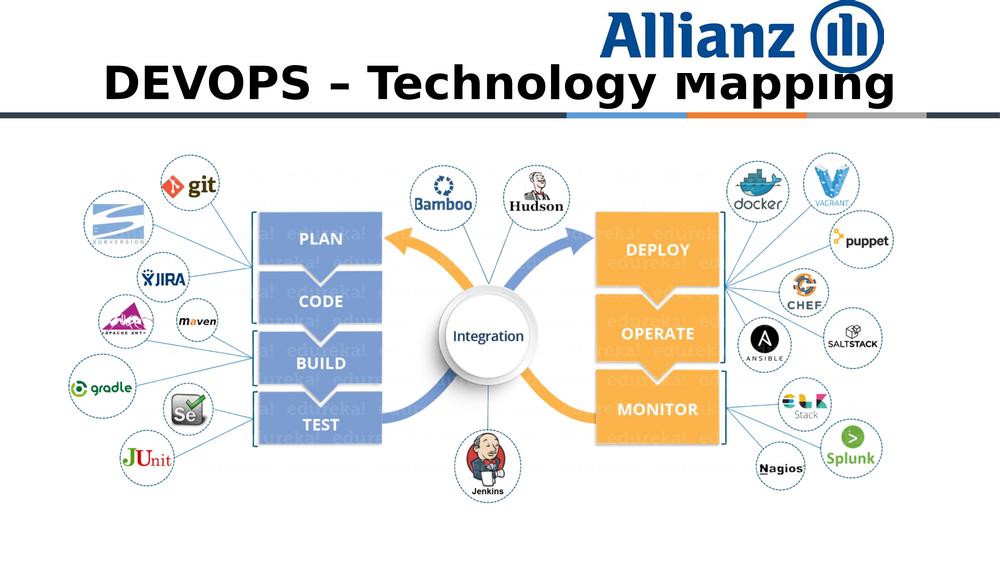 Allianz
DEVOPS – Technology Mapping
git
SUBVERSION
JIRA
APACHE ANT
maven
gradle
Se
JUnit
PLAN
CODE
BUILD
TEST
edureka!
Bamboo
Hudson
Integration
Jenkins
DEPLOY
OPERATE
MONITOR
docker
VAGRANT
puppet
CHEF
ANSIBLE
SALTSTACK
elk
Stack
Splunk
Nagios